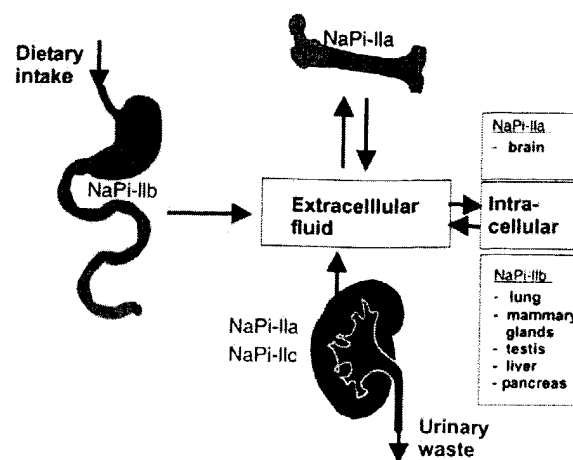 NaPi-IIa
Dietary
intake
NaPi-IIb
NaPi-IIa
- brain
Extracelllular
fluid
Intra-
cellular
NaPi-IIb
- lung
- mammary
glands
- testis
- liver
- pancreas
NaPi-IIa
NaPi-IIc
Urinary
waste